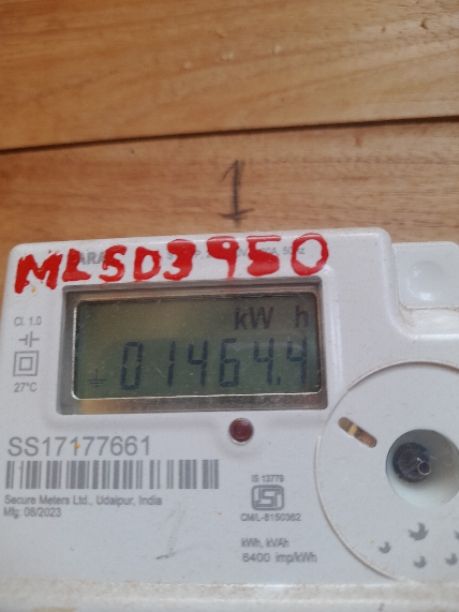 1
MLSD3950
kW h
01464.4
Cl. 1.0
27°C
SS17177661
Secure Meters Ltd., Udaipur, India
Mfg: 08/2023
IS 13779
CM/L-8150362
kWh, kVAh
6400 imp/kWh